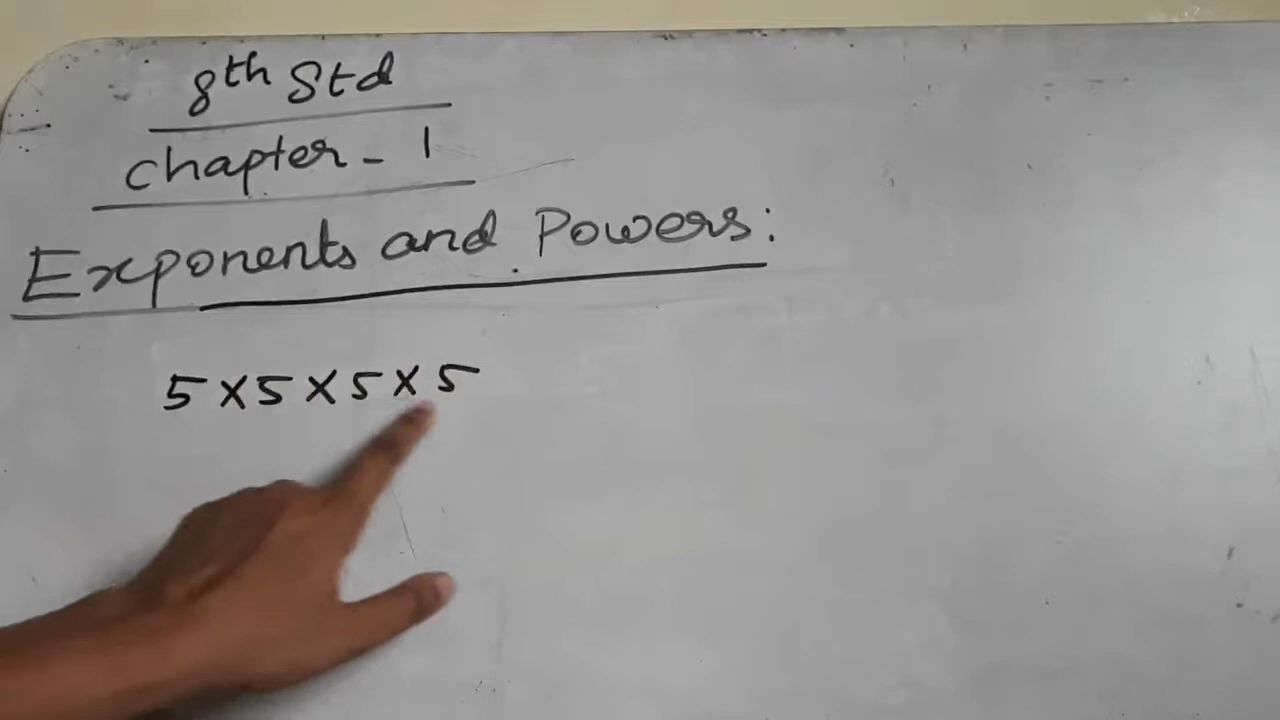 8th Std
chapter - 1
Exponents and Powers:
5 × 5 × 5 × 5